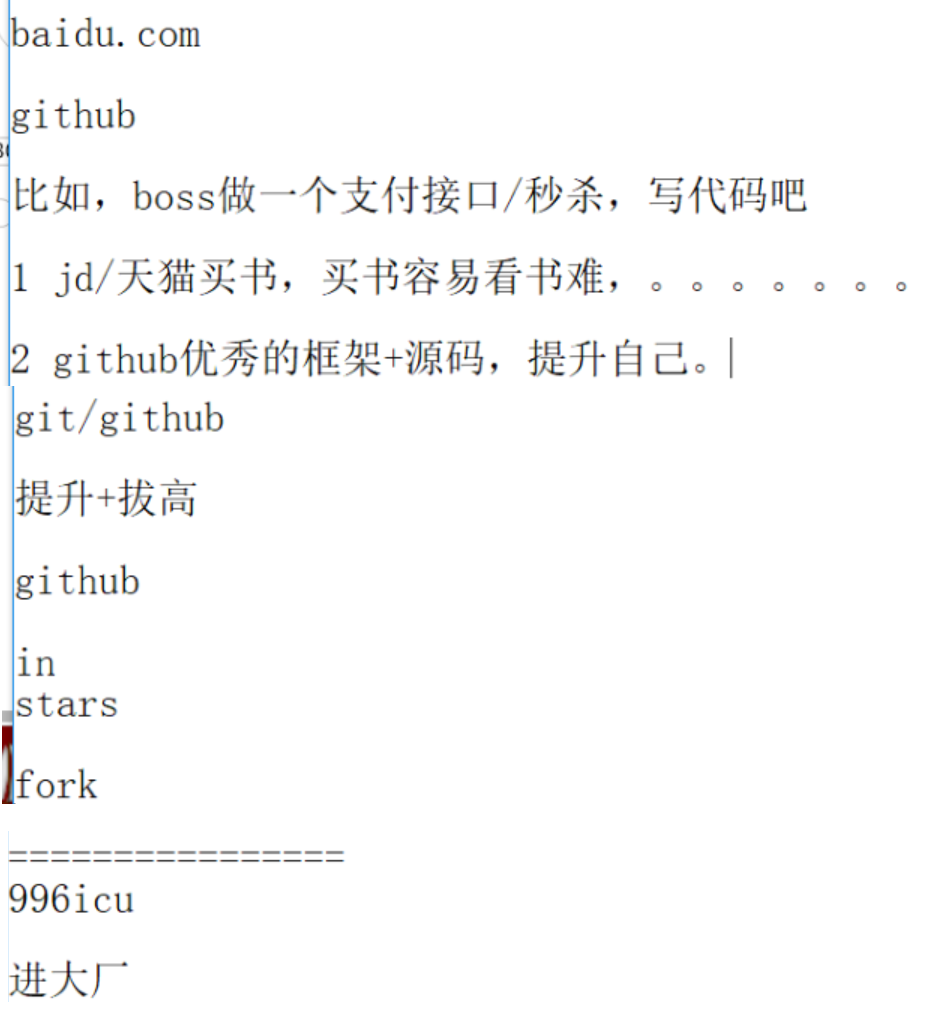 baidu.com
github
比如，boss做一个支付接口/秒杀，写代码吧
1 jd/天猫买书，买书容易看书难，。。。。。。。
2 github优秀的框架+源码，提升自己。
git/github
提升+拔高
github
in
stars
fork
================
996icu
进大厂